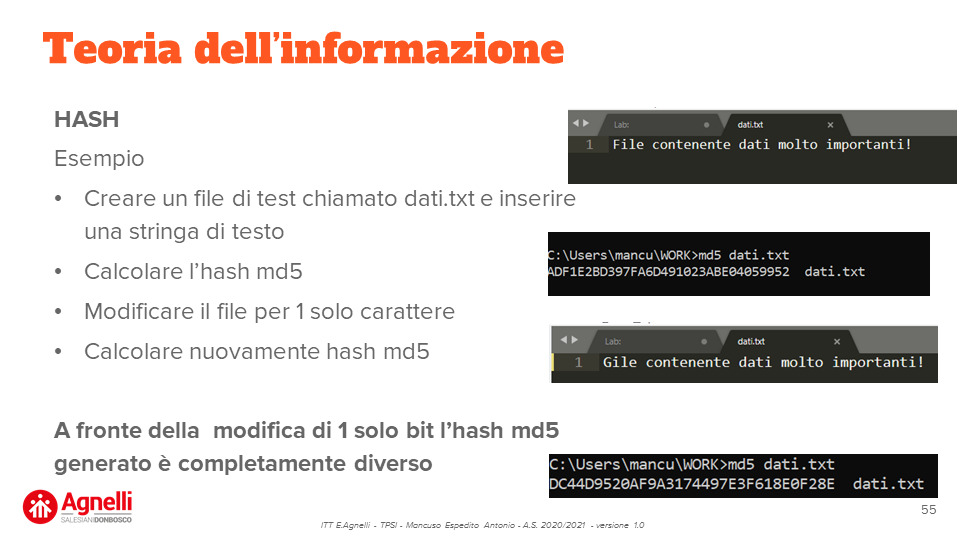 Teoria dell'informazione
HASH
Esempio
• Creare un file di test chiamato dati.txt e inserire
una stringa di testo
• Calcolare l'hash md5
• Modificare il file per 1 solo carattere
• Calcolare nuovamente hash md5
A fronte della  modifica di 1 solo bit l'hash md5
generato è completamente diverso
Lab: dati.txt ×
1 File contenente dati molto importanti!
C:\Users\mancu\WORK>md5 dati.txt
ADF1E2BD397FA6D491023ABE04059952  dati.txt
Lab: dati.txt ×
1 Gile contenente dati molto importanti!
C:\Users\mancu\WORK>md5 dati.txt
DC44D9520AF9A3174497E3F618E0F28E  dati.txt
Agnelli
SALESIANIDONBOSCO
ITT E.Agnelli - TPSI - Mancuso Espedito Antonio - A.S. 2020/2021 - versione 1.0
55